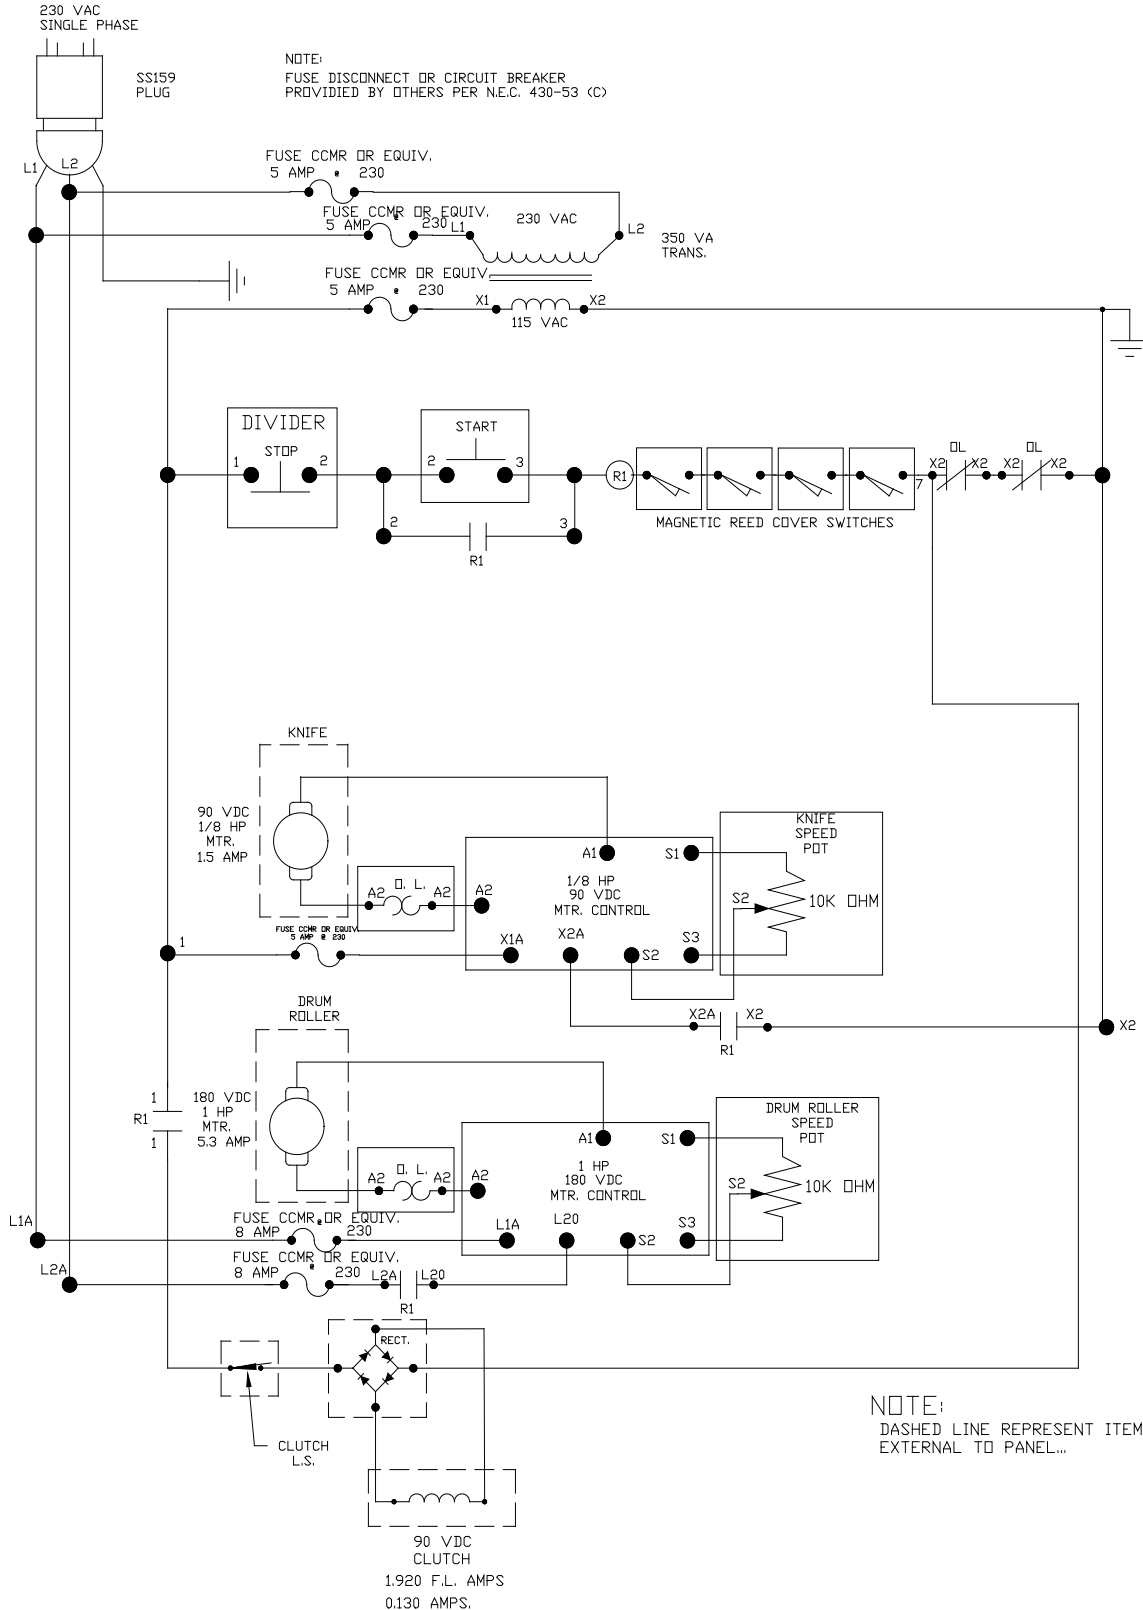 230 VAC
SINGLE PHASE
SS159
PLUG
NOTE:
FUSE DISCONNECT OR CIRCUIT BREAKER
PROVIDIED BY OTHERS PER N.E.C. 430-53 (C)
L1
L2
FUSE CCMR OR EQUIV.
5 AMP @ 230
FUSE CCMR OR EQUIV.
5 AMP @ 230
L1
230 VAC
L2
350 VA
TRANS.
FUSE CCMR OR EQUIV.
5 AMP @ 230
X1
X2
115 VAC
DIVIDER
STOP
1
2
START
2
3
R1
OL
OL
X2
X2
X2
X2
7
MAGNETIC REED COVER SWITCHES
2
3
R1
KNIFE
90 VDC
1/8 HP
MTR.
1.5 AMP
O. L.
A2
A2
A2
A1
S1
1/8 HP
90 VDC
MTR. CONTROL
X1A
X2A
S2
S3
KNIFE
SPEED
POT
S2
10K OHM
FUSE CCMR OR EQUIV.
5 AMP @ 230
1
X2A
X2
R1
X2
DRUM
ROLLER
1
R1
1
180 VDC
1 HP
MTR.
5.3 AMP
O. L.
A2
A2
A2
A1
S1
1 HP
180 VDC
MTR. CONTROL
L1A
L20
S2
S3
DRUM ROLLER
SPEED
POT
S2
10K OHM
L1A
FUSE CCMR OR EQUIV.
8 AMP @ 230
L2A
FUSE CCMR OR EQUIV.
8 AMP @ 230
L2A
L20
R1
RECT.
CLUTCH
L.S.
90 VDC
CLUTCH
1.920 F.L. AMPS
0.130 AMPS.
NOTE:
DASHED LINE REPRESENT ITEM
EXTERNAL TO PANEL...